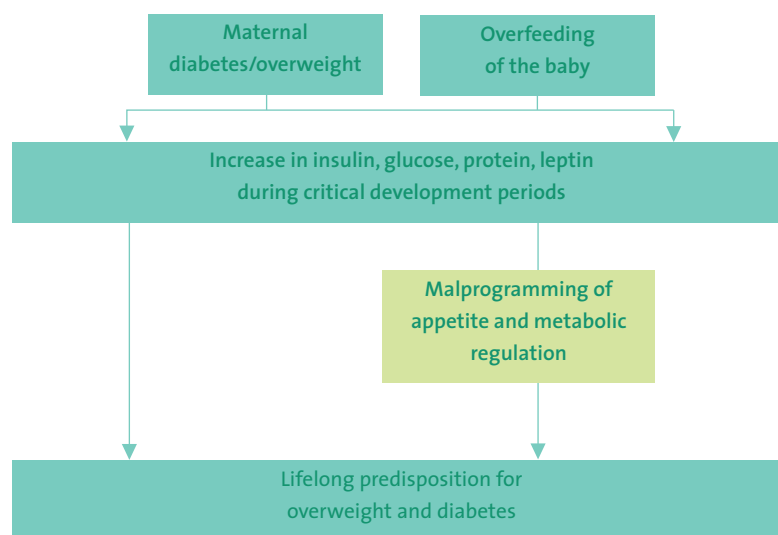 Maternal
diabetes/overweight
Overfeeding
of the baby
Increase in insulin, glucose, protein, leptin
during critical development periods
Malprogramming of
appetite and metabolic
regulation
Lifelong predisposition for
overweight and diabetes